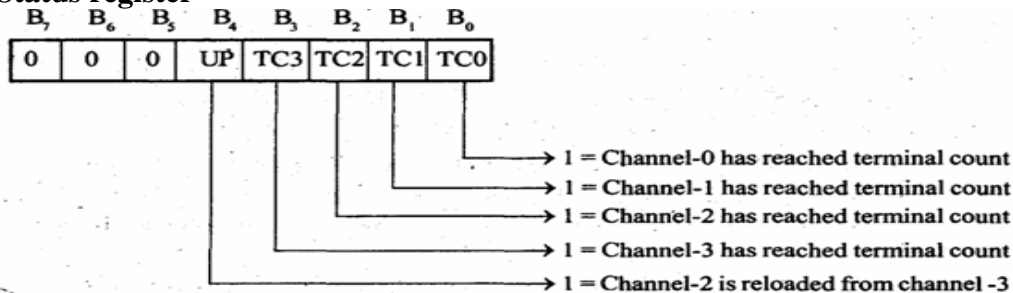 Status register
B₇ B₆ B₅ B₄ B₃ B₂ B₁ B₀
0 0 0 UP TC3 TC2 TC1 TC0
1 = Channel-0 has reached terminal count
1 = Channel-1 has reached terminal count
1 = Channel-2 has reached terminal count
1 = Channel-3 has reached terminal count
1 = Channel-2 is reloaded from channel -3